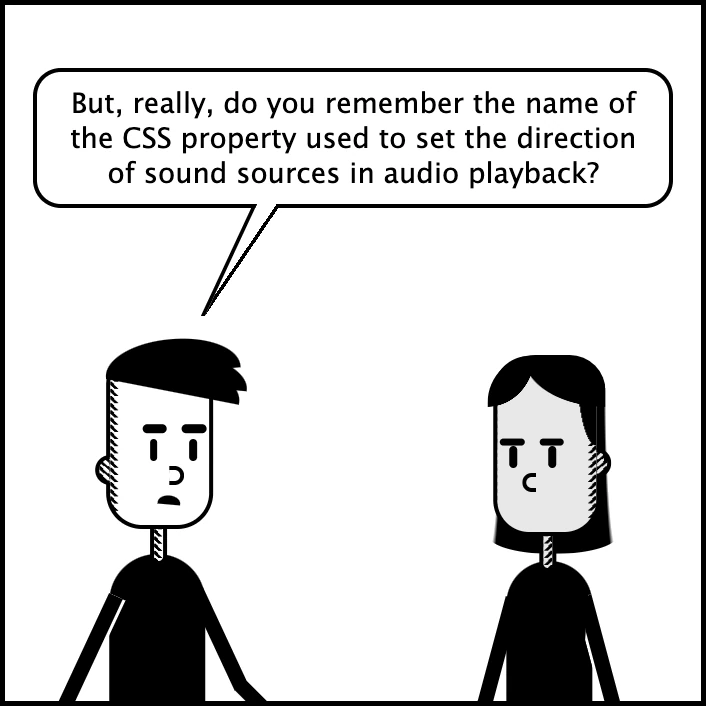 But, really, do you remember the name of
the CSS property used to set the direction
of sound sources in audio playback?